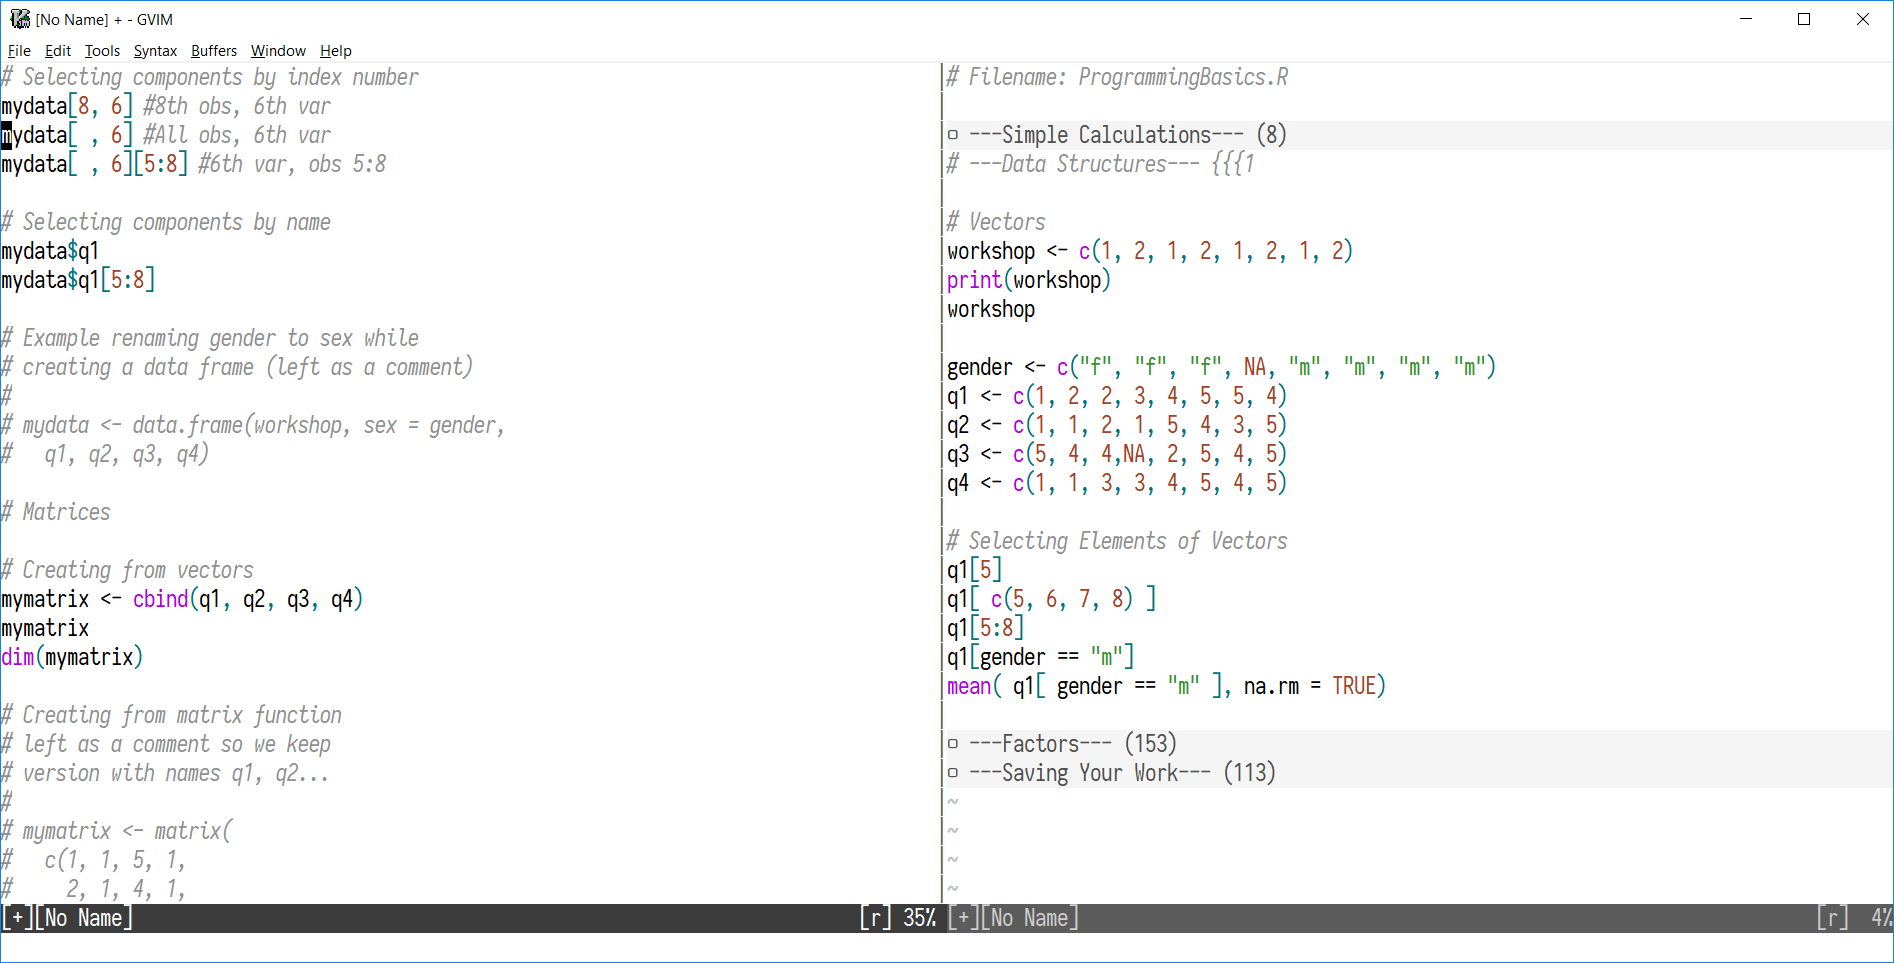 [No Name] + - GVIM
File Edit Tools Syntax Buffers Window Help
# Selecting components by index number
mydata[8, 6] #8th obs, 6th var
mydata[ , 6] #All obs, 6th var
mydata[ , 6][5:8] #6th var, obs 5:8
# Selecting components by name
mydata$q1
mydata$q1[5:8]
# Example renaming gender to sex while
# creating a data frame (left as a comment)
#
# mydata <- data.frame(workshop, sex = gender,
#   q1, q2, q3, q4)
# Matrices
# Creating from vectors
mymatrix <- cbind(q1, q2, q3, q4)
mymatrix
dim(mymatrix)
# Creating from matrix function
# left as a comment so we keep
# version with names q1, q2...
#
# mymatrix <- matrix(
#   c(1, 1, 5, 1,
#     2, 1, 4, 1,
[+][No Name] [r] 35%
# Filename: ProgrammingBasics.R
---Simple Calculations--- (8)
# ---Data Structures--- {{{1
# Vectors
workshop <- c(1, 2, 1, 2, 1, 2, 1, 2)
print(workshop)
workshop
gender <- c("f", "f", "f", NA, "m", "m", "m", "m")
q1 <- c(1, 2, 2, 3, 4, 5, 5, 4)
q2 <- c(1, 1, 2, 1, 5, 4, 3, 5)
q3 <- c(5, 4, 4,NA, 2, 5, 4, 5)
q4 <- c(1, 1, 3, 3, 4, 5, 4, 5)
# Selecting Elements of Vectors
q1[5]
q1[ c(5, 6, 7, 8) ]
q1[5:8]
q1[gender == "m"]
mean( q1[ gender == "m" ], na.rm = TRUE)
---Factors--- (153)
---Saving Your Work--- (113)
~
~
~
~
[+][No Name] [r] 4%